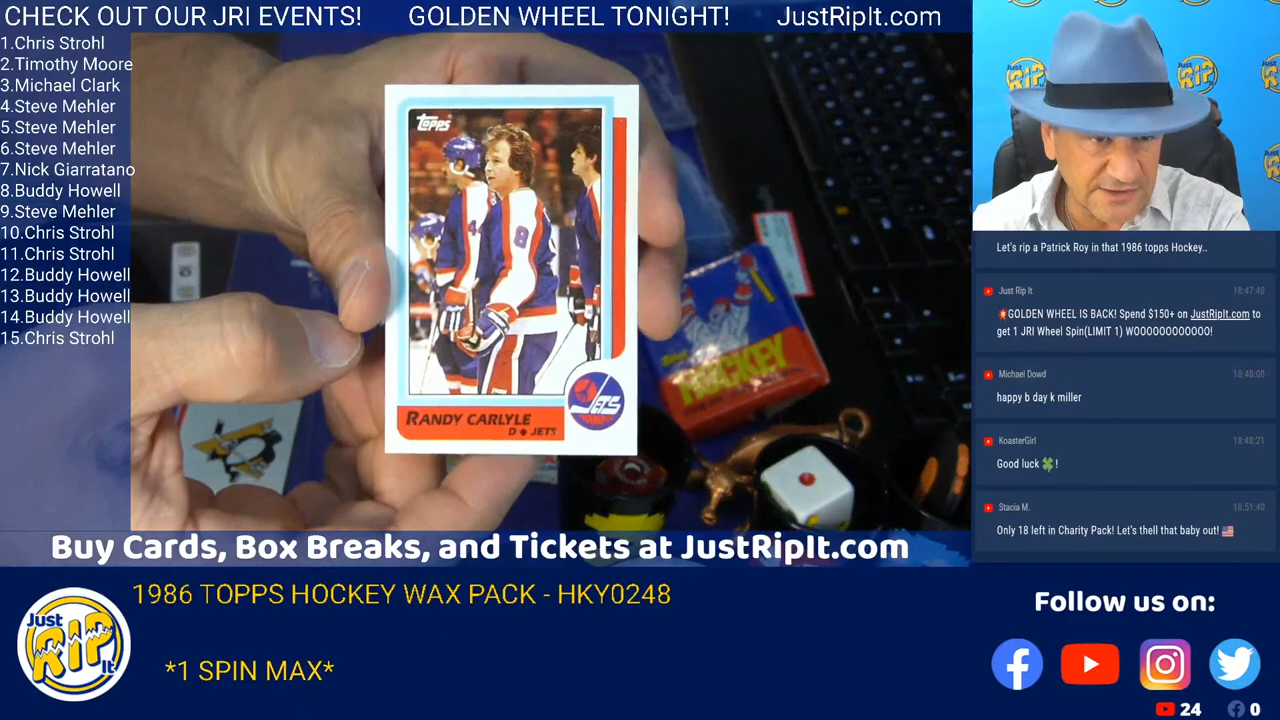 CHECK OUT OUR JRI EVENTS! GOLDEN WHEEL TONIGHT! JustRipIt.com
1.Chris Strohl
2.Timothy Moore
3.Michael Clark
4.Steve Mehler
5.Steve Mehler
6.Steve Mehler
7.Nick Giarratano
8.Buddy Howell
9.Steve Mehler
10.Chris Strohl
11.Chris Strohl
12.Buddy Howell
13.Buddy Howell
14.Buddy Howell
15.Chris Strohl
Topps
8
JETS
RANDY CARLYLE
D ◆ JETS
HOCKEY
Let's rip a Patrick Roy in that 1986 topps Hockey..
Just Rip It 18:47:40
💥GOLDEN WHEEL IS BACK! Spend $150+ on JustRipIt.com to
get 1 JRI Wheel Spin(LIMIT 1) WOOOOOOOOOOO!
Michael Dowd 18:48:00
happy b day k miller
KoasterGirl 18:48:21
Good luck 🍀!
Stacia M. 18:51:40
Only 18 left in Charity Pack! Let's thell that baby out! 🇺🇸
Buy Cards, Box Breaks, and Tickets at JustRipIt.com
1986 TOPPS HOCKEY WAX PACK - HKY0248
*1 SPIN MAX*
Just
RIP
It
Follow us on:
24 0